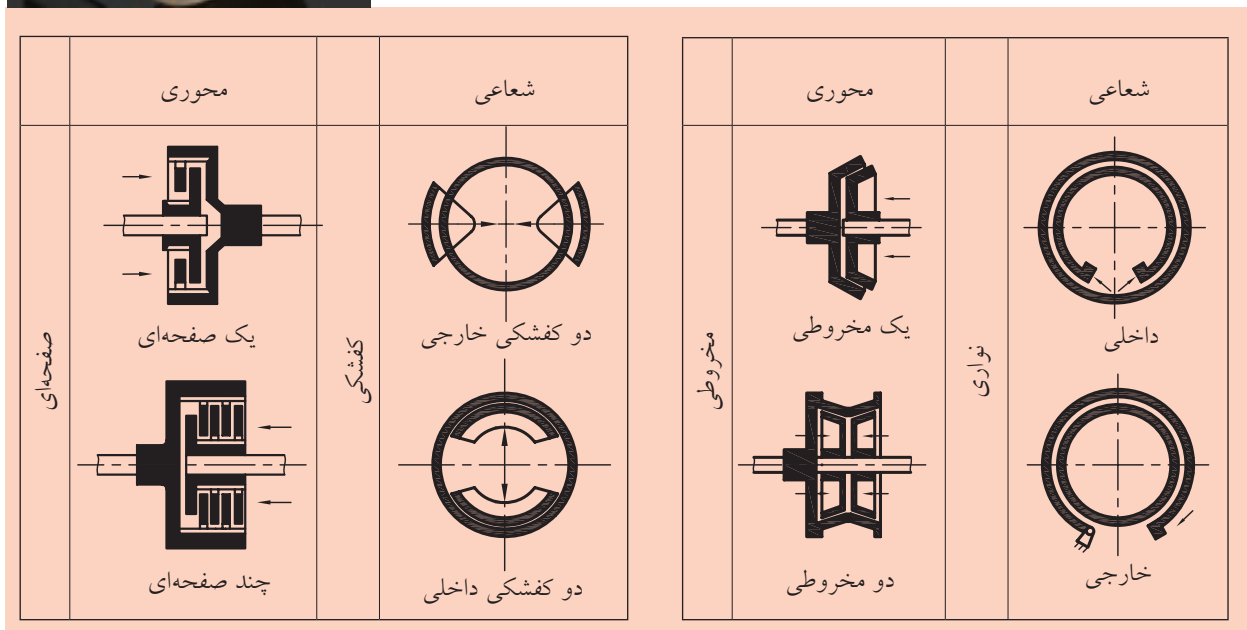 شعاعی
محوری
نواری
داخلی
خارجی
مخروطی
یک مخروطی
دو مخروطی
شعاعی
محوری
کفشکی
دو کفشکی خارجی
دو کفشکی داخلی
صفحه‌ای
یک صفحه‌ای
چند صفحه‌ای